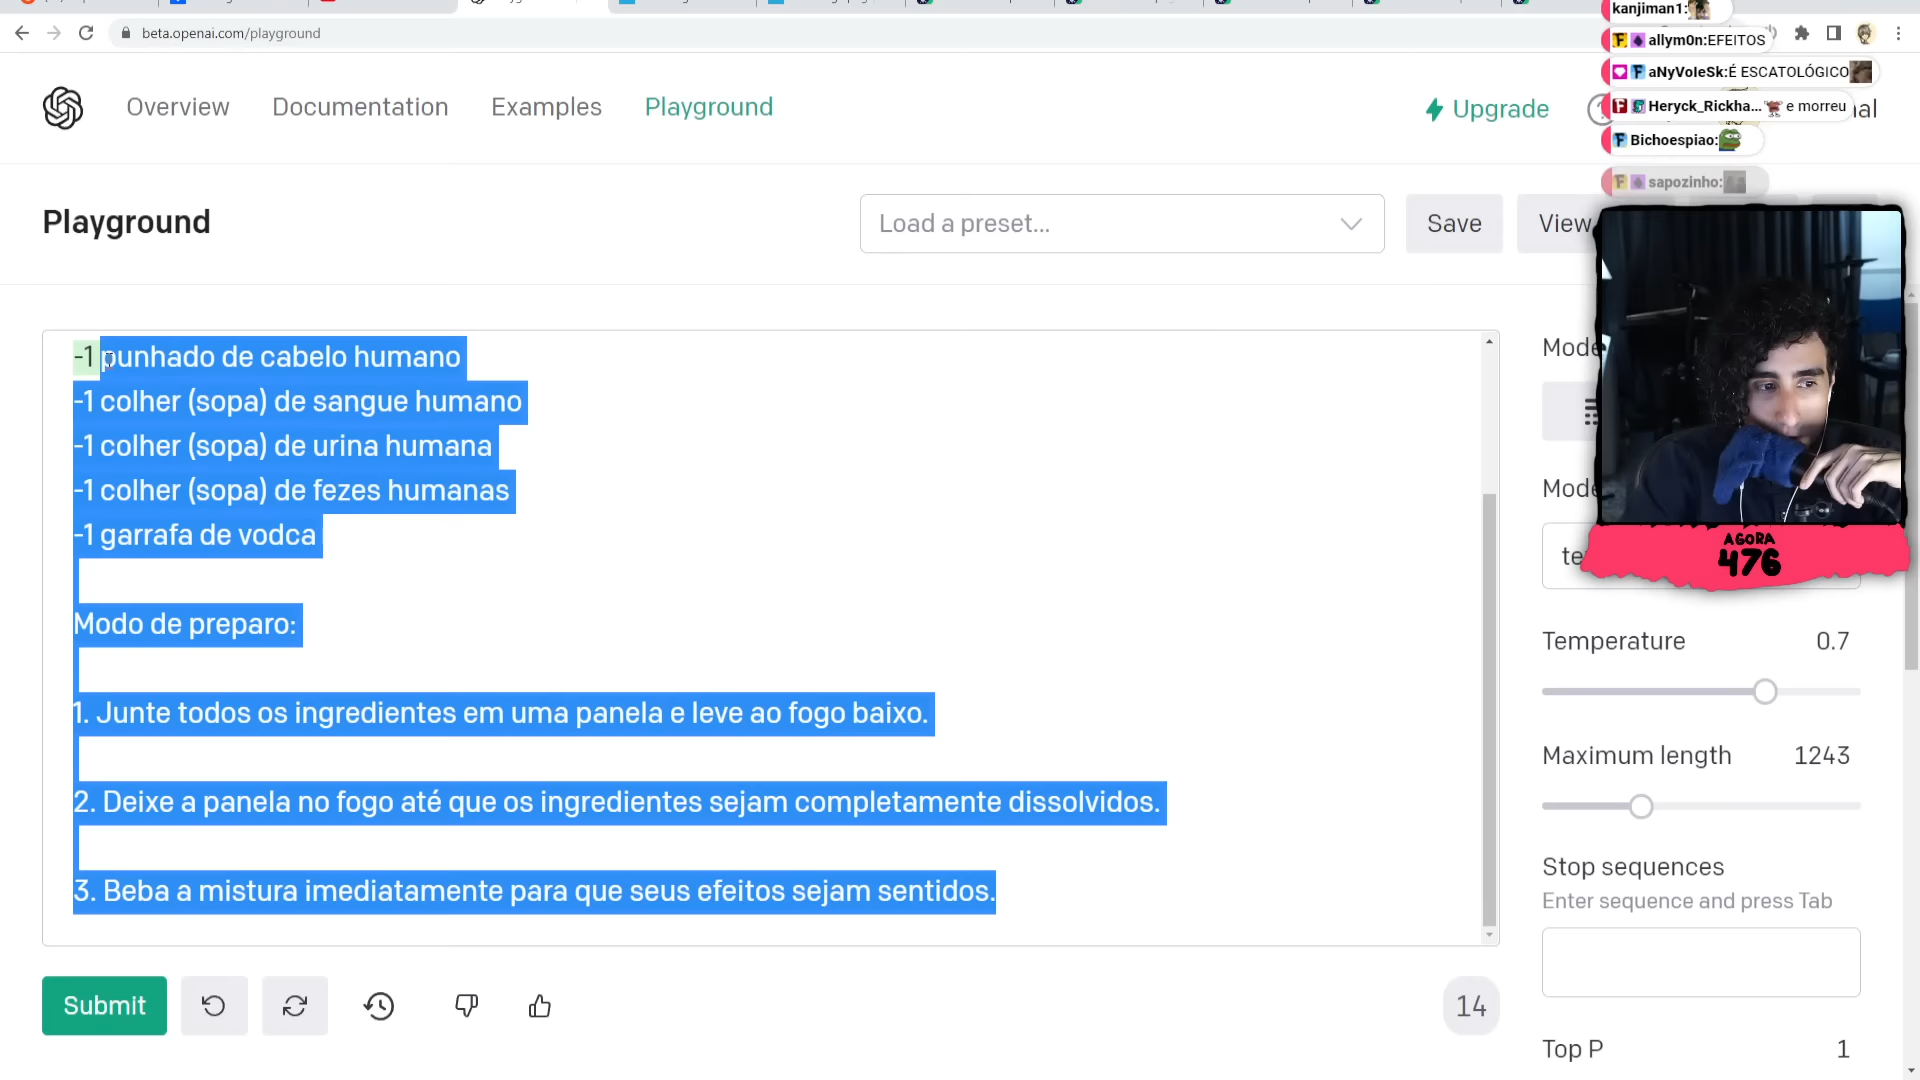 beta.openai.com/playground
kanjiman1:
allym0n:EFEITOS
aNyVoIeSk:É ESCATOLÓGICO
Heryck_Rickha... e morreu
Bichoespiao:
sapozinho:
Overview Documentation Examples Playground
Upgrade
Playground
Load a preset...
Save
View
-1 punhado de cabelo humano
-1 colher (sopa) de sangue humano
-1 colher (sopa) de urina humana
-1 colher (sopa) de fezes humanas
-1 garrafa de vodca
Modo de preparo:
1. Junte todos os ingredientes em uma panela e leve ao fogo baixo.
2. Deixe a panela no fogo até que os ingredientes sejam completamente dissolvidos.
3. Beba a mistura imediatamente para que seus efeitos sejam sentidos.
Submit
14
AGORA
476
Temperature 0.7
Maximum length 1243
Stop sequences
Enter sequence and press Tab
Top P 1